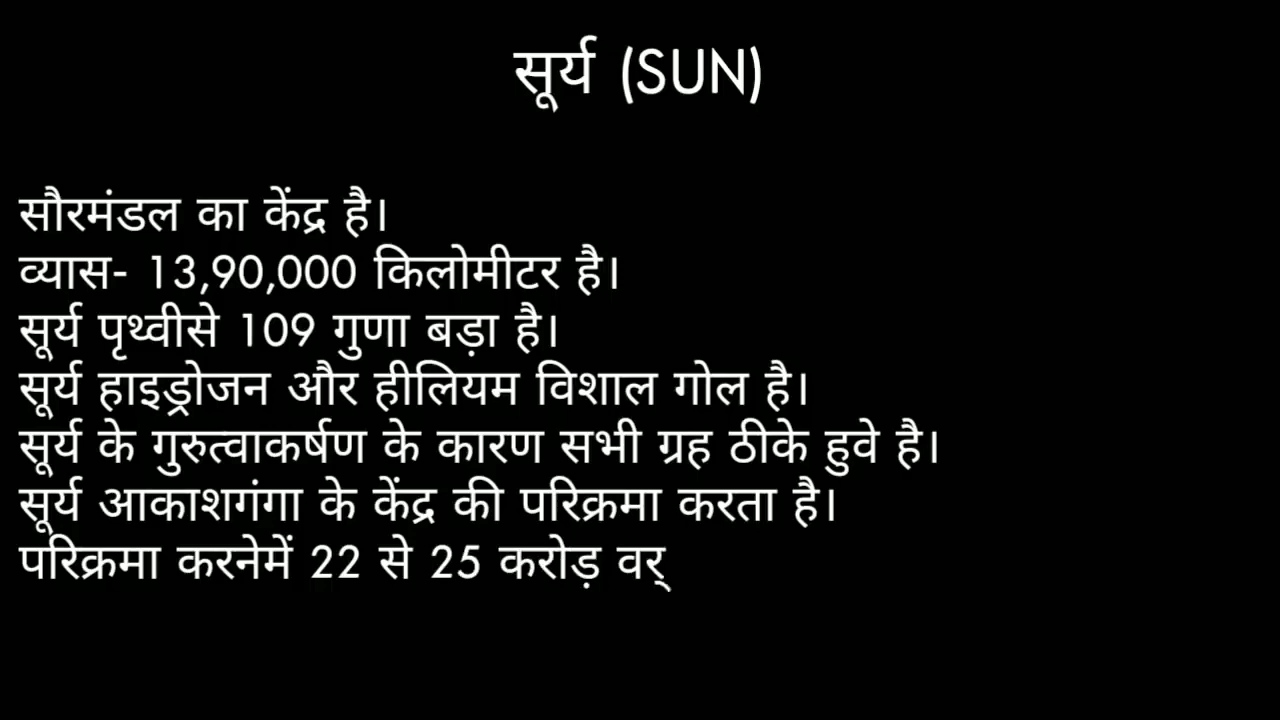 सूर्य (SUN)
सौरमंडल का केंद्र है।
व्यास- 13,90,000 किलोमीटर है।
सूर्य पृथ्वीसे 109 गुणा बड़ा है।
सूर्य हाइड्रोजन और हीलियम विशाल गोल है।
सूर्य के गुरुत्वाकर्षण के कारण सभी ग्रह ठीके हुवे है।
सूर्य आकाशगंगा के केंद्र की परिक्रमा करता है।
परिक्रमा करनेमें 22 से 25 करोड़ वर्